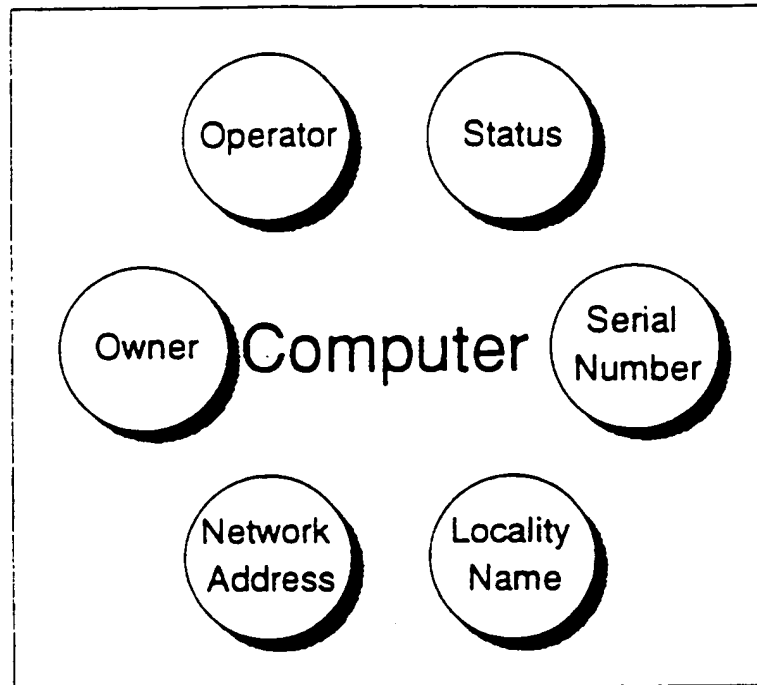 Operator
Status
Owner
Computer
Serial
Number
Network
Address
Locality
Name